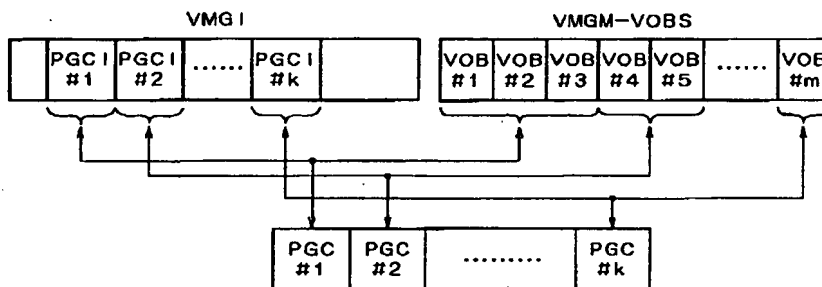 VMGI
VMGM-VOBS
PGCI #1
PGCI #2
......
PGCI #k
VOB #1
VOB #2
VOB #3
VOB #4
VOB #5
......
VOB #m
PGC #1
PGC #2
.........
PGC #k